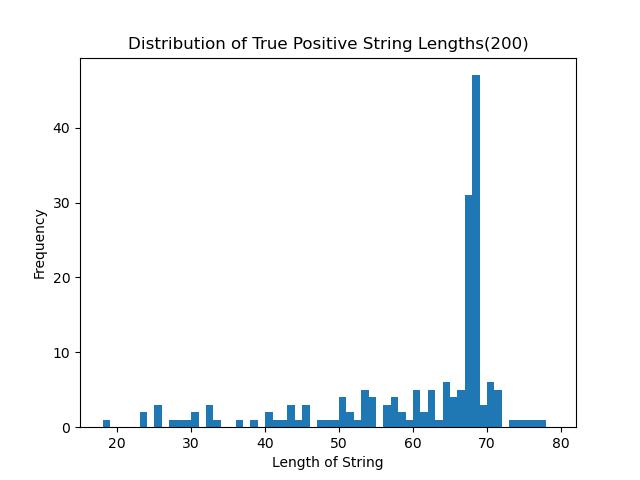 Distribution of True Positive String Lengths(200)
40
30
20
10
0
Frequency
20 30 40 50 60 70 80
Length of String